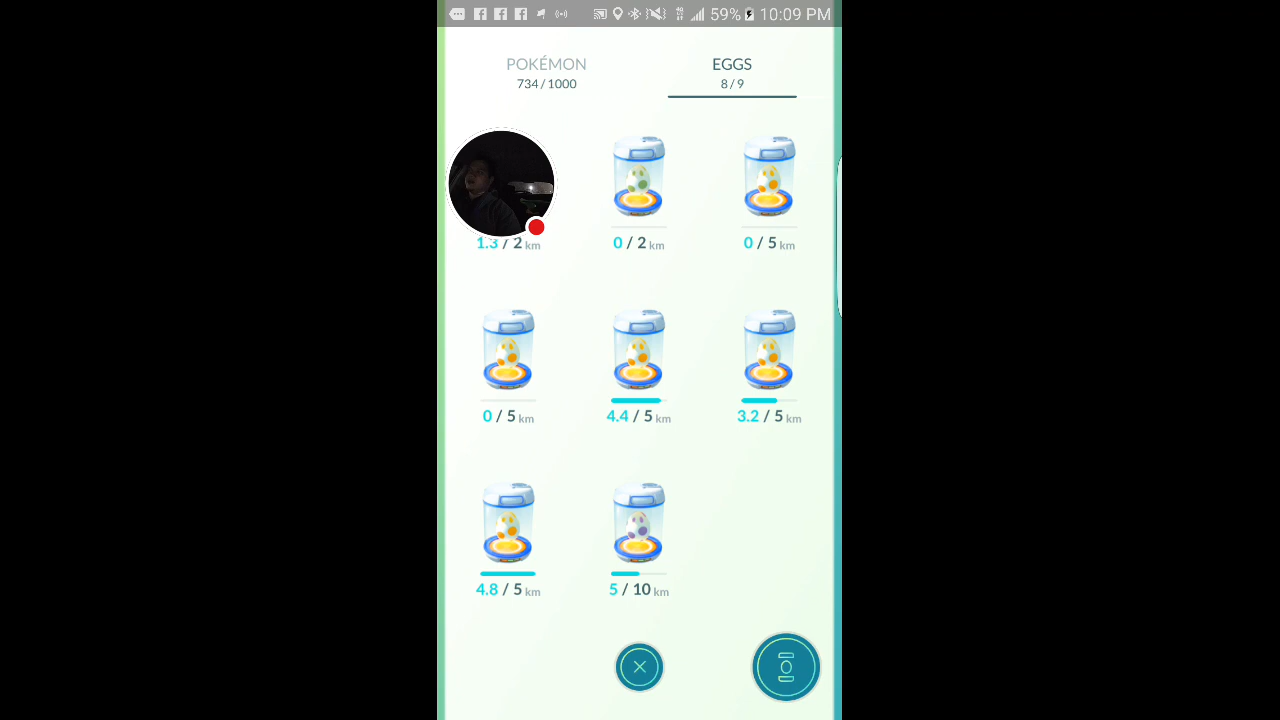 59% 10:09 PM
POKÉMON EGGS
734/1000 8/9
1.3 / 2 km 0 / 2 km 0 / 5 km
0 / 5 km 4.4 / 5 km 3.2 / 5 km
4.8 / 5 km 5 / 10 km